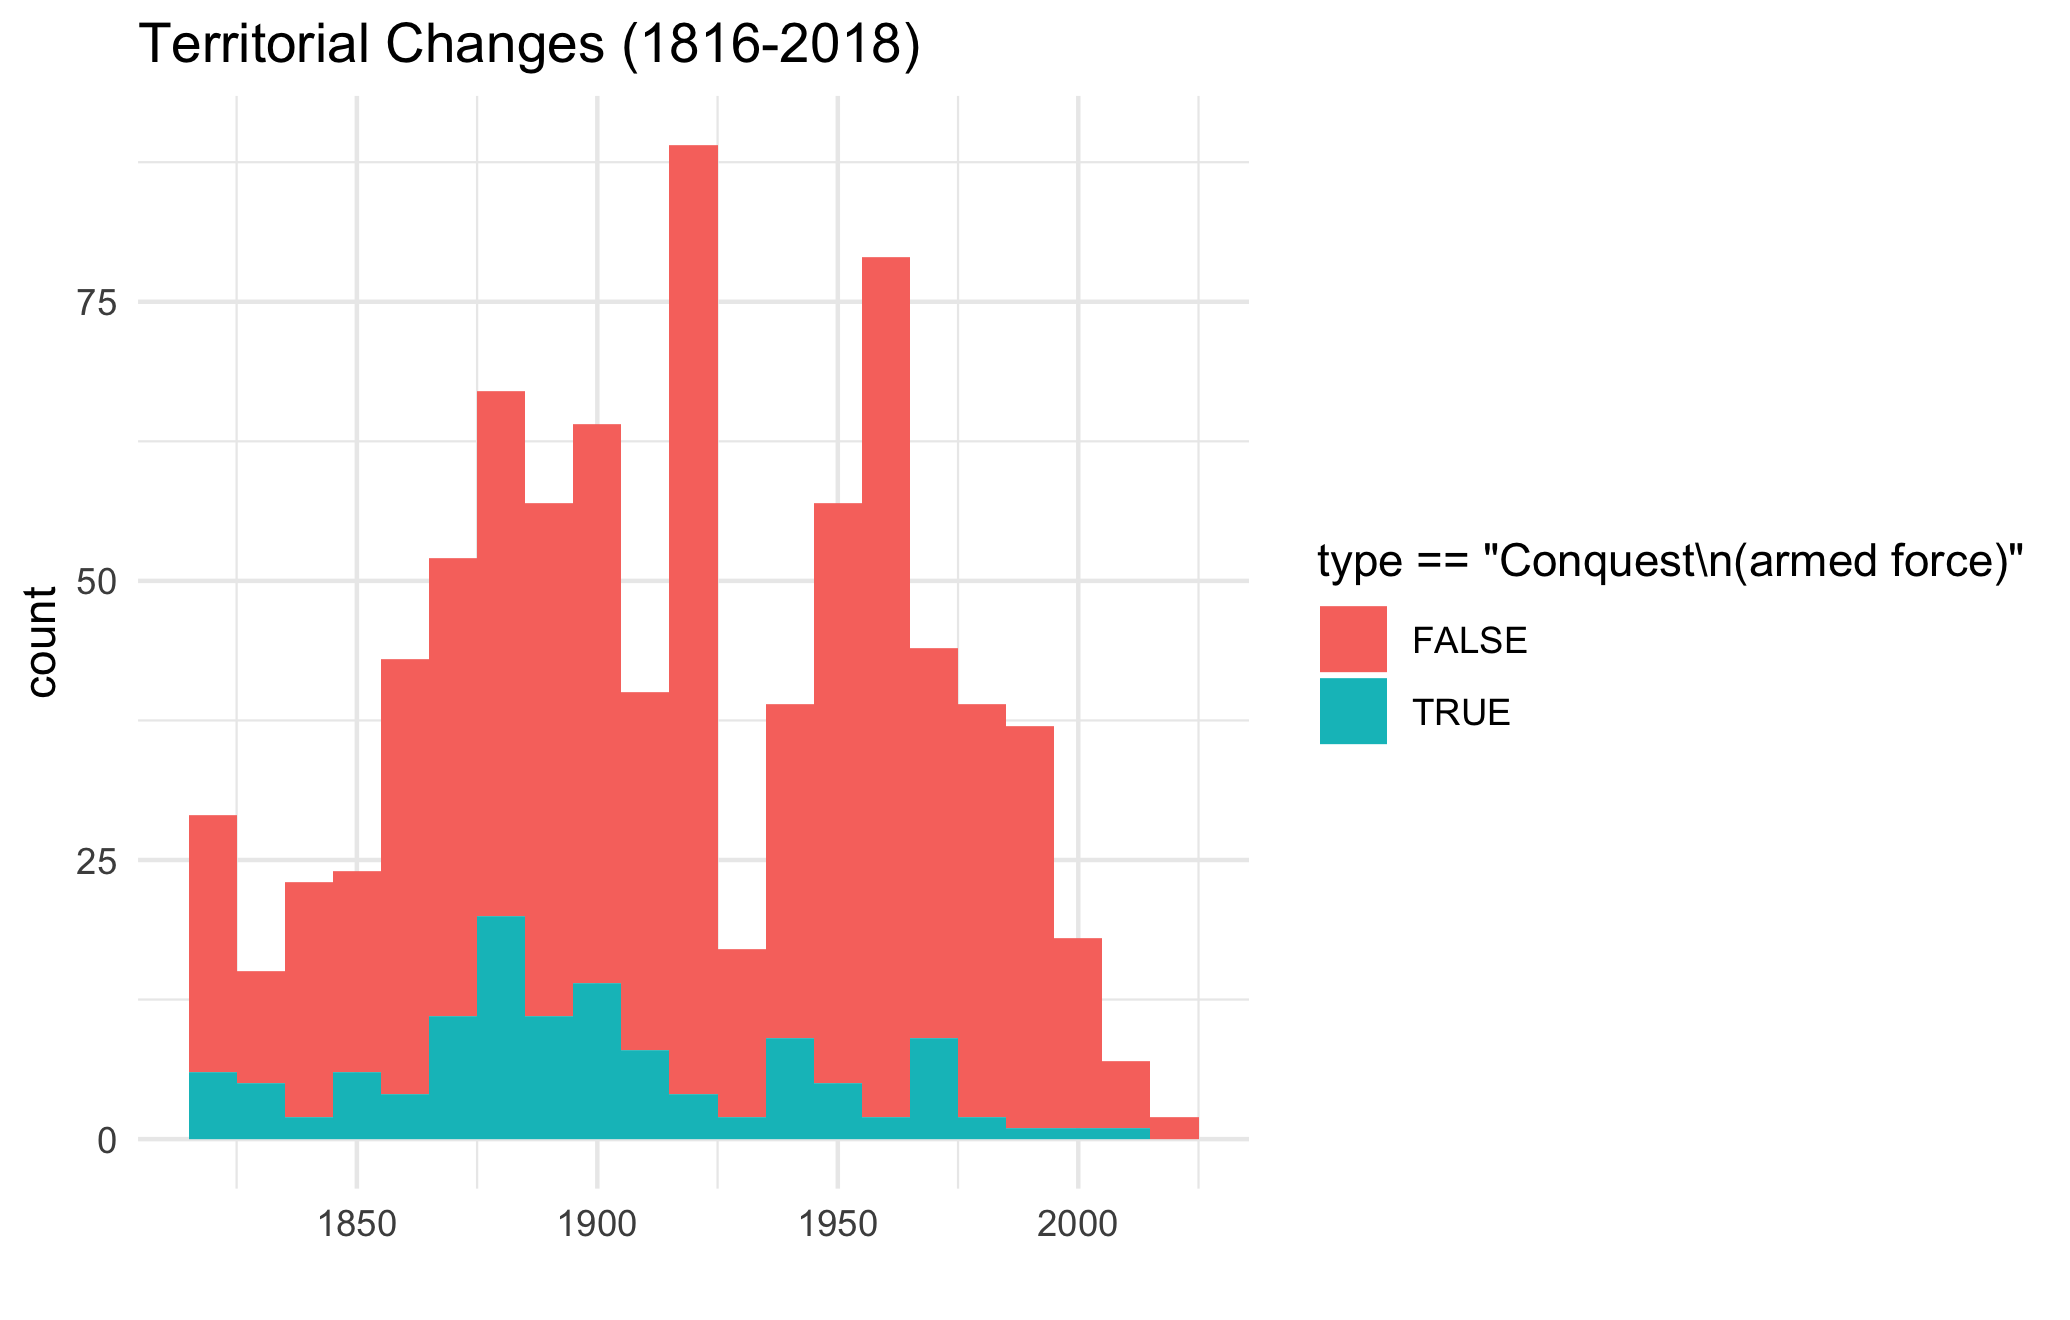 Territorial Changes (1816-2018)
count
75
50
25
0
1850
1900
1950
2000
type == "Conquest\n(armed force)"
FALSE
TRUE